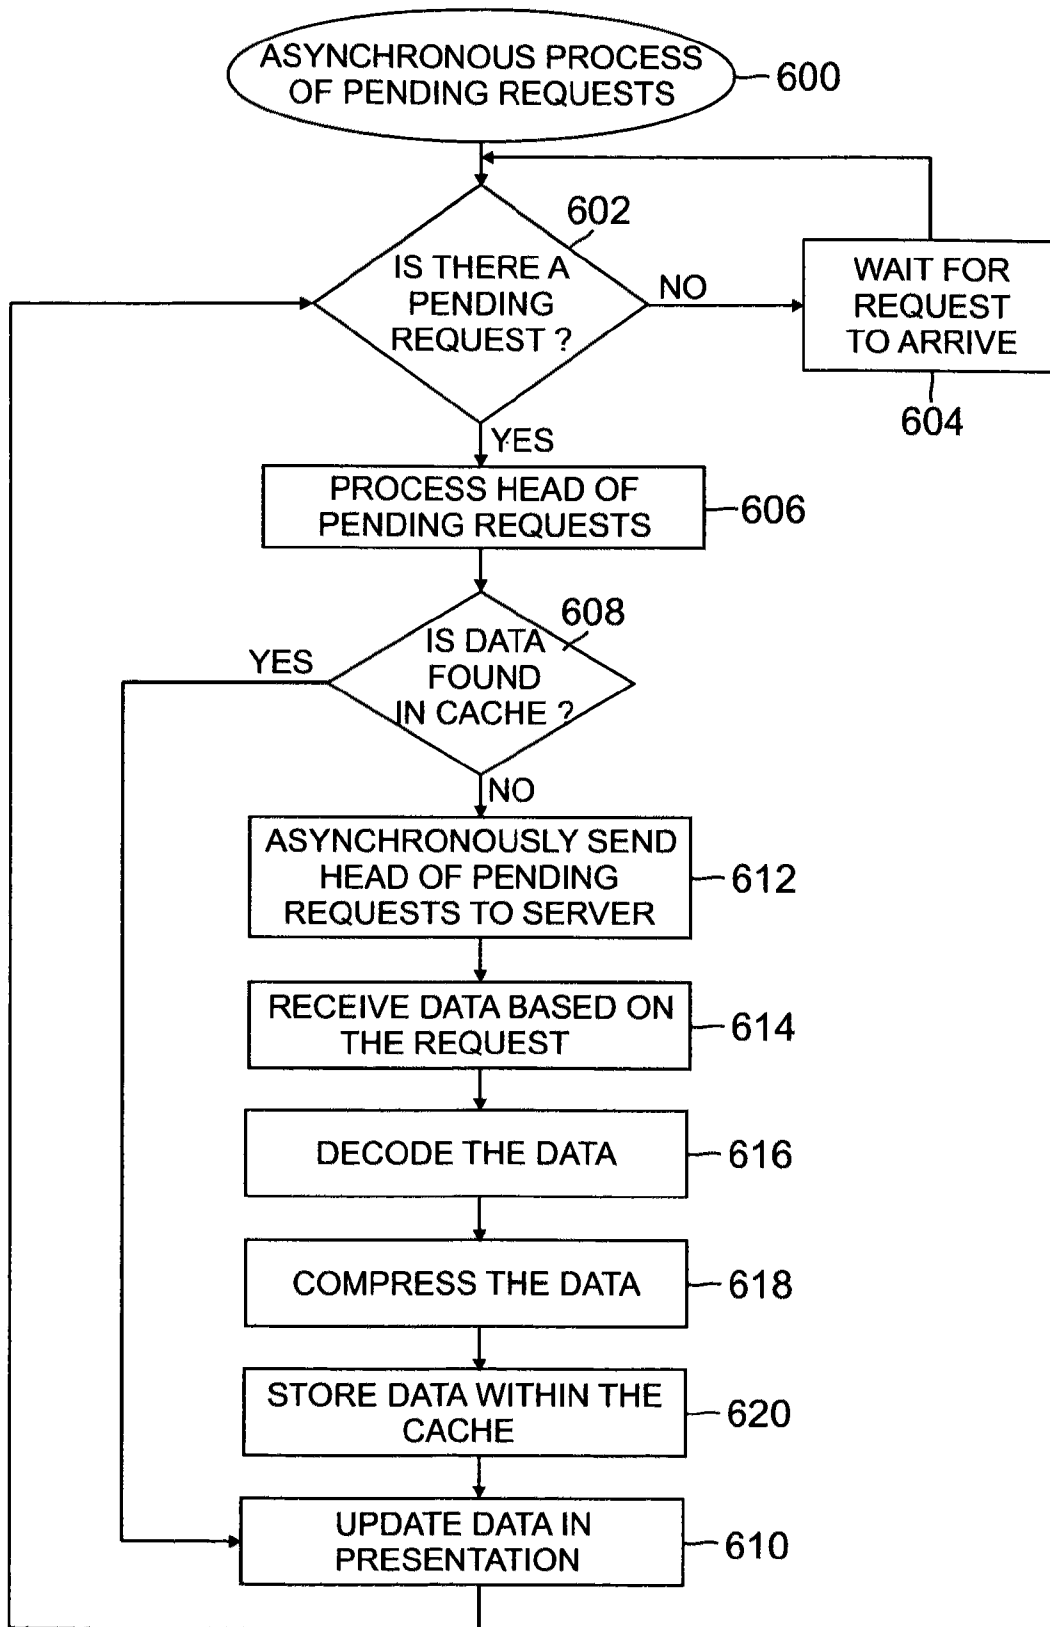 ASYNCHRONOUS PROCESS
OF PENDING REQUESTS
600
602
IS THERE A
PENDING
REQUEST ?
NO
WAIT FOR
REQUEST
TO ARRIVE
604
YES
PROCESS HEAD OF
PENDING REQUESTS
606
608
IS DATA
FOUND
IN CACHE ?
YES
NO
ASYNCHRONOUSLY SEND
HEAD OF PENDING
REQUESTS TO SERVER
612
RECEIVE DATA BASED ON
THE REQUEST
614
DECODE THE DATA
616
COMPRESS THE DATA
618
STORE DATA WITHIN THE
CACHE
620
UPDATE DATA IN
PRESENTATION
610